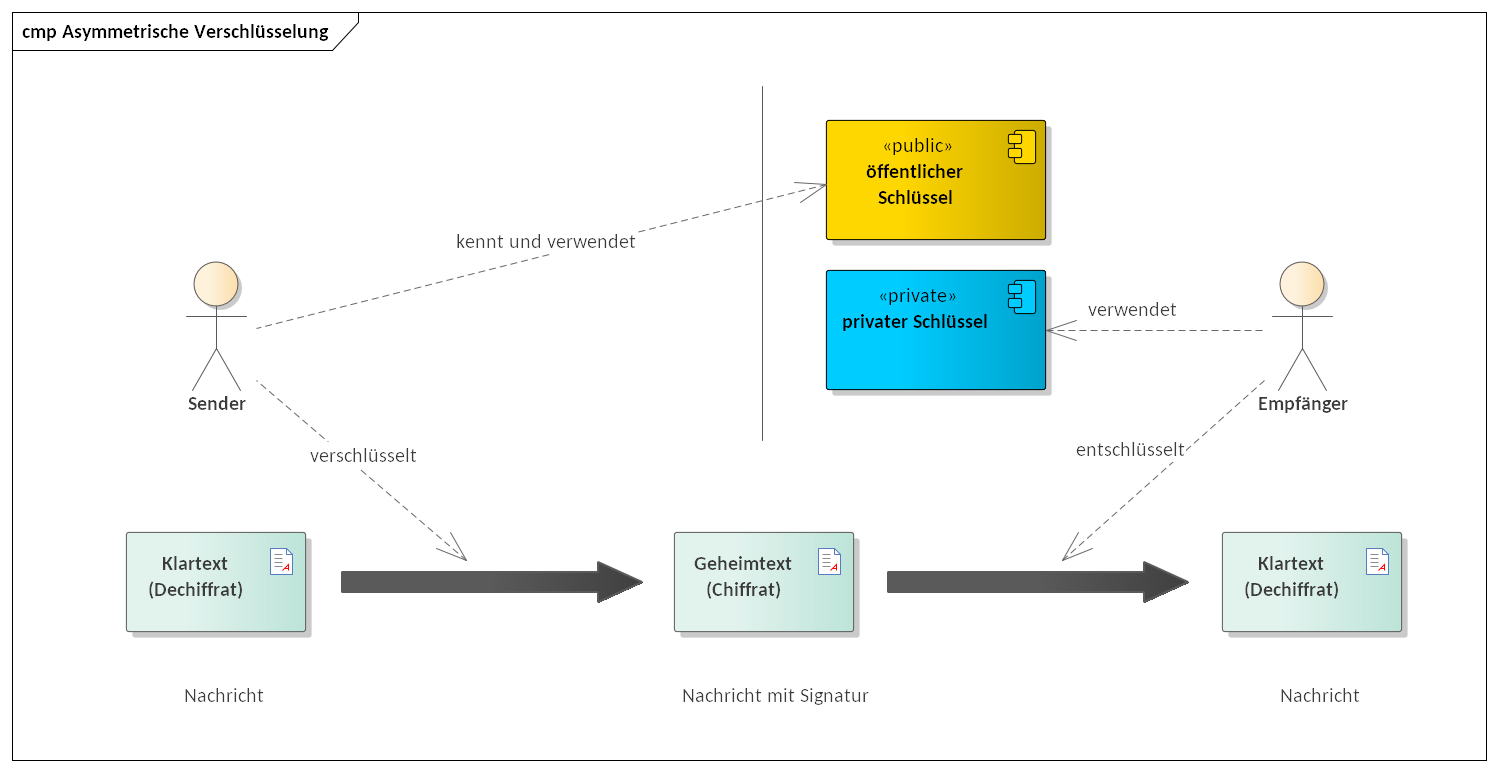 cmp Asymmetrische Verschlüsselung
«public»
öffentlicher
Schlüssel
kennt und verwendet
«private»
privater Schlüssel
verwendet
Sender
Empfänger
verschlüsselt
entschlüsselt
Klartext
(Dechiffrat)
Geheimtext
(Chiffrat)
Klartext
(Dechiffrat)
Nachricht
Nachricht mit Signatur
Nachricht